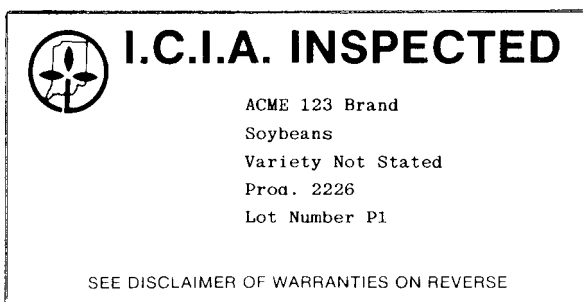 I.C.I.A. INSPECTED
ACME 123 Brand
Soybeans
Variety Not Stated
Prod. 2226
Lot Number P1
SEE DISCLAIMER OF WARRANTIES ON REVERSE